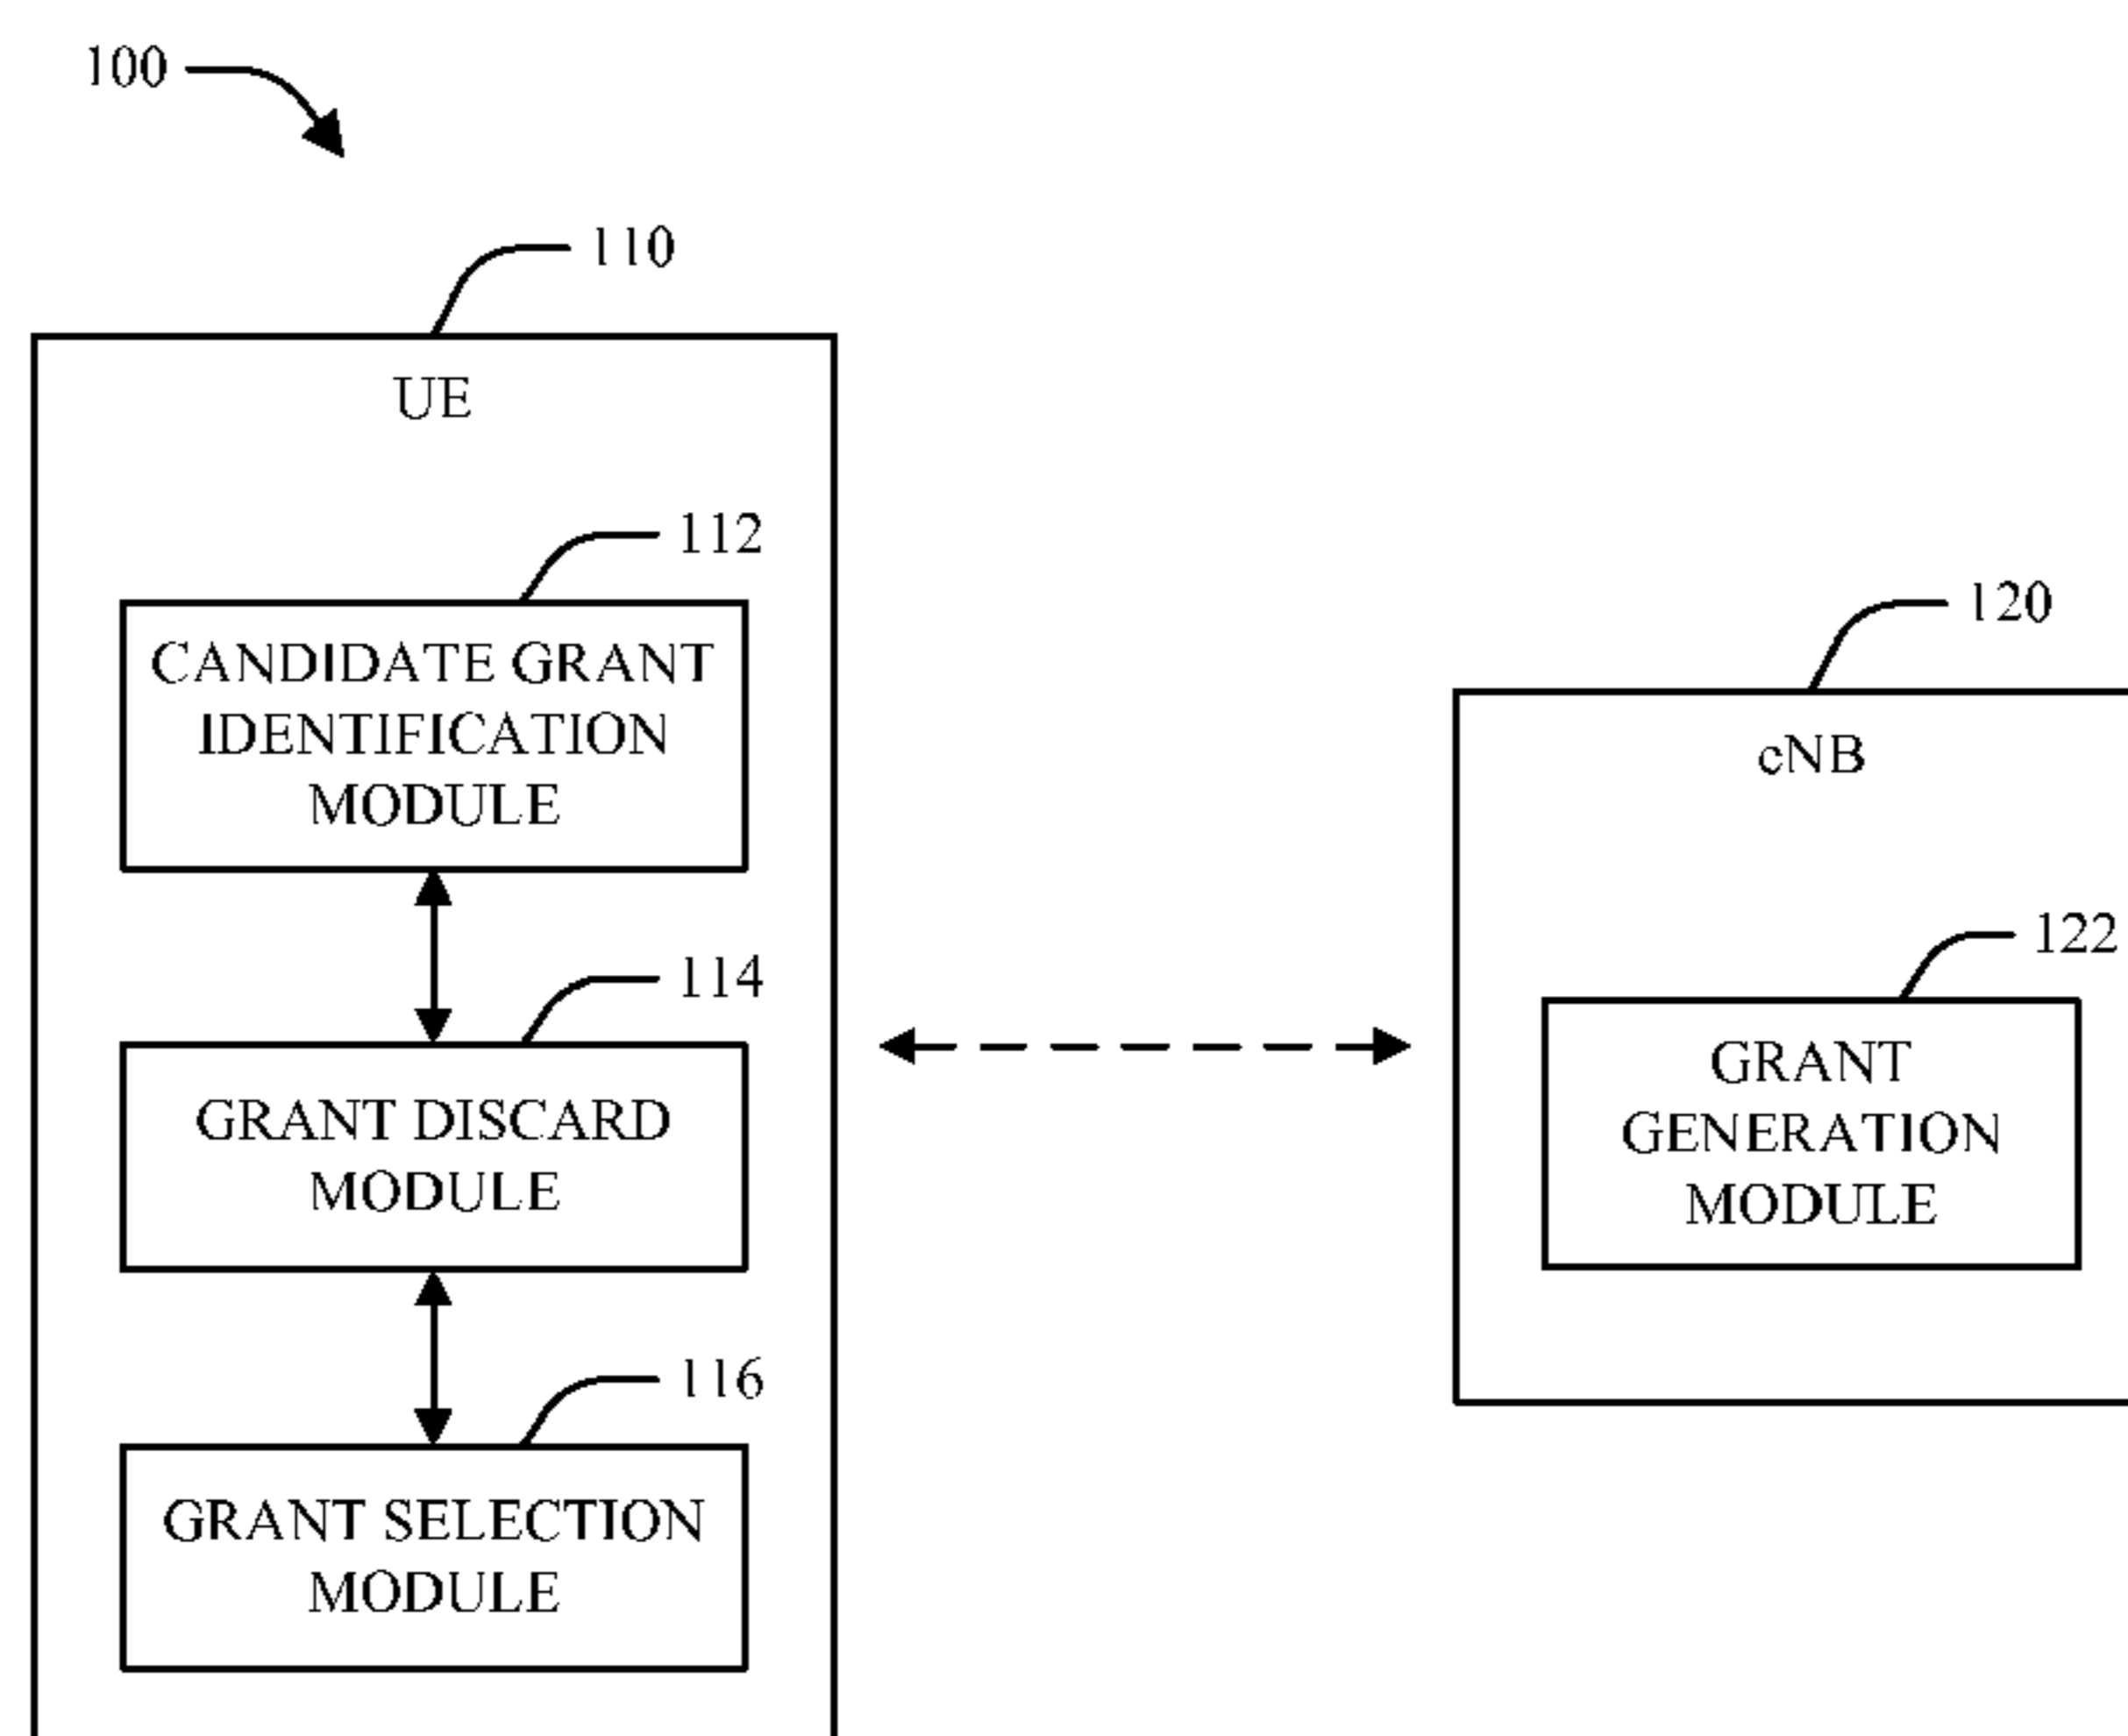 100
110
UE
112
CANDIDATE GRANT
IDENTIFICATION
MODULE
114
GRANT DISCARD
MODULE
116
GRANT SELECTION
MODULE
120
eNB
122
GRANT
GENERATION
MODULE